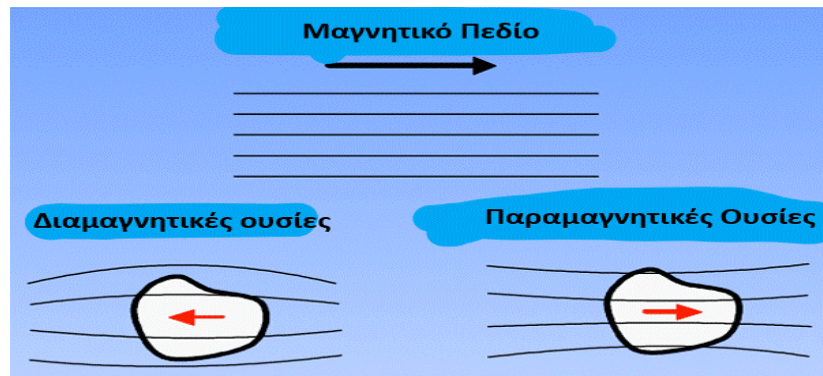 Μαγνητικό Πεδίο
Διαμαγνητικές ουσίες
Παραμαγνητικές Ουσίες